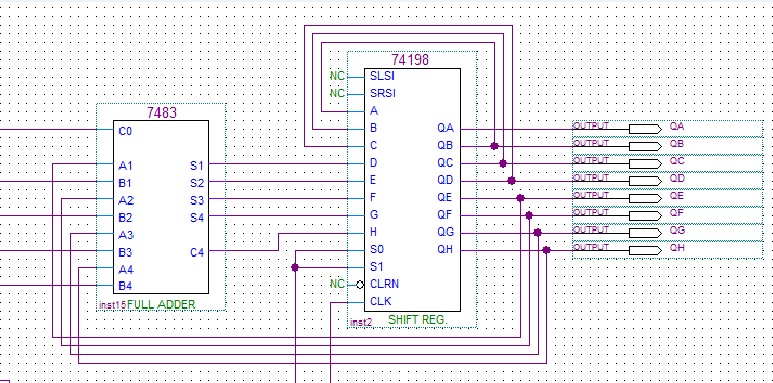 74198
NC SLSI
NC SRSI
A
B QA
C QB
D QC
E QD
F QE
G QF
H QG
S0 QH
S1
NC CLRN
CLK
inst2 SHIFT REG.
7483
C0
A1 S1
B1 S2
A2 S3
B2 S4
A3
B3 C4
A4
B4
inst15 FULL ADDER
OUTPUT QA
OUTPUT QB
OUTPUT QC
OUTPUT QD
OUTPUT QE
OUTPUT QF
OUTPUT QG
OUTPUT QH